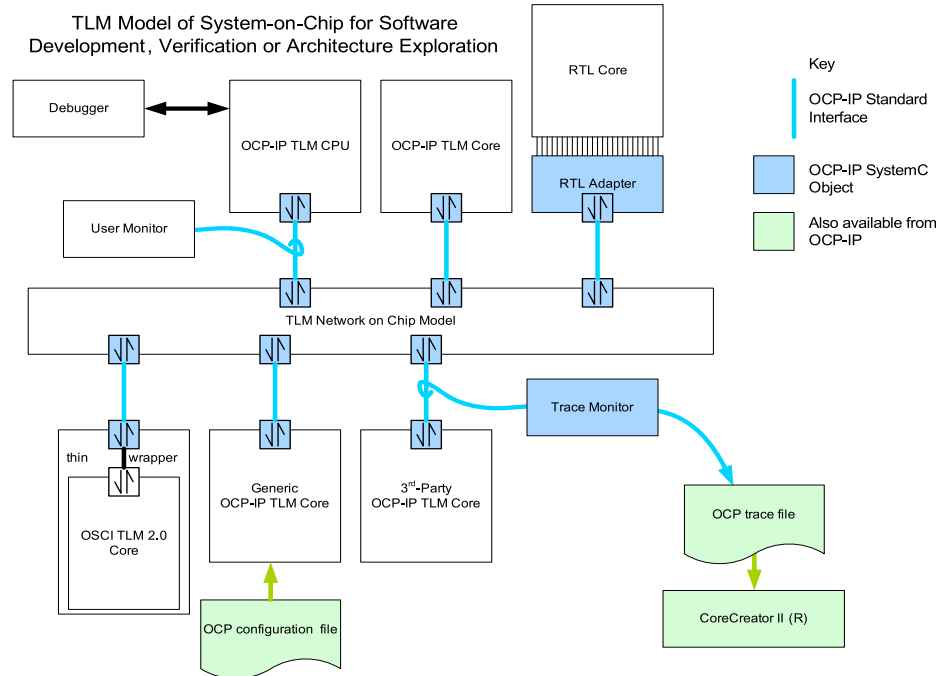 TLM Model of System-on-Chip for Software
Development, Verification or Architecture Exploration
Key
OCP-IP Standard
Interface
OCP-IP SystemC
Object
Also available from
OCP-IP
Debugger
OCP-IP TLM CPU
OCP-IP TLM Core
RTL Core
RTL Adapter
User Monitor
TLM Network on Chip Model
thin
wrapper
OSCI TLM 2.0
Core
Generic
OCP-IP TLM Core
3rd-Party
OCP-IP TLM Core
Trace Monitor
OCP trace file
OCP configuration file
CoreCreator II (R)